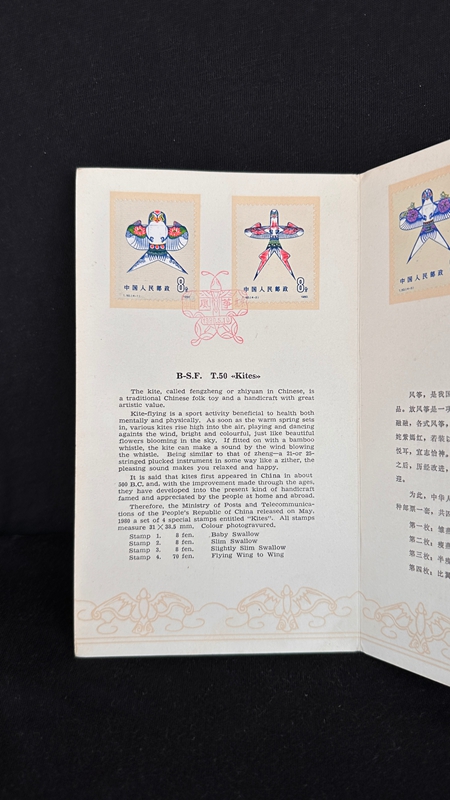 8分
中国人民邮政
8分
中国人民邮政
中国人民邮政
B-S.F. T.50 «Kites»
The kite, called fengzheng or zhiyuan in Chinese, is
a traditional Chinese folk toy and a handicraft with great
artistic value.
Kite-flying is a sport activity beneficial to health both
mentally and physically. As soon as the warm spring sets
in, various kites rise high into the air, playing and dancing
againts the wind, bright and colourful, just like beautiful
flowers blooming in the sky. If fitted on with a bamboo
whistle, the kite can make a sound by the wind blowing
the whistle. Being similar to that of zheng—a 21-or 25-
stringed plucked instrument in some way like a zither, the
pleasing sound makes you relaxed and happy.
It is said that kites first appeared in China in about
500 B.C. and, with the improvement made through the ages,
they have developed into the present kind of handicraft
famed and appreciated by the people at home and abroad.
Therefore, the Ministry of Posts and Telecommunica-
tions of the People's Republic of China released on May,
1980 a set of 4 special stamps entitled "Kites". All stamps
measure 31×38.5 mm. Colour photogravured.
Stamp 1. 8 fen. Baby Swallow
Stamp 2. 8 fen. Slim Swallow
Stamp 3. 8 fen. Slightly Slim Swallow
Stamp 4. 70 fen. Flying Wing to Wing
风筝,是我国
品。放风筝是一项
融融,各式风筝,
悦耳,宜志怡神。
之后,历经改进,
为此,中华人
种邮票一套,共四
第一枚:雏燕
第二枚:瘦燕
第三枚:半瘦
第四枚:比翼